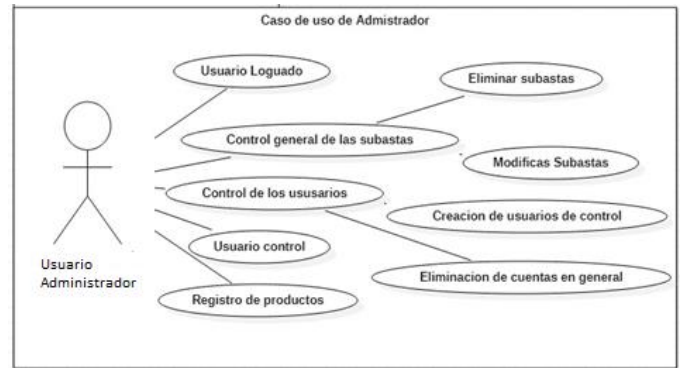 Caso de uso de Admistrador
Usuario Loguado
Eliminar subastas
Control general de las subastas
Modificas Subastas
Control de los ususarios
Creacion de usuarios de control
Usuario control
Eliminacion de cuentas en general
Registro de productos
Usuario
Administrador